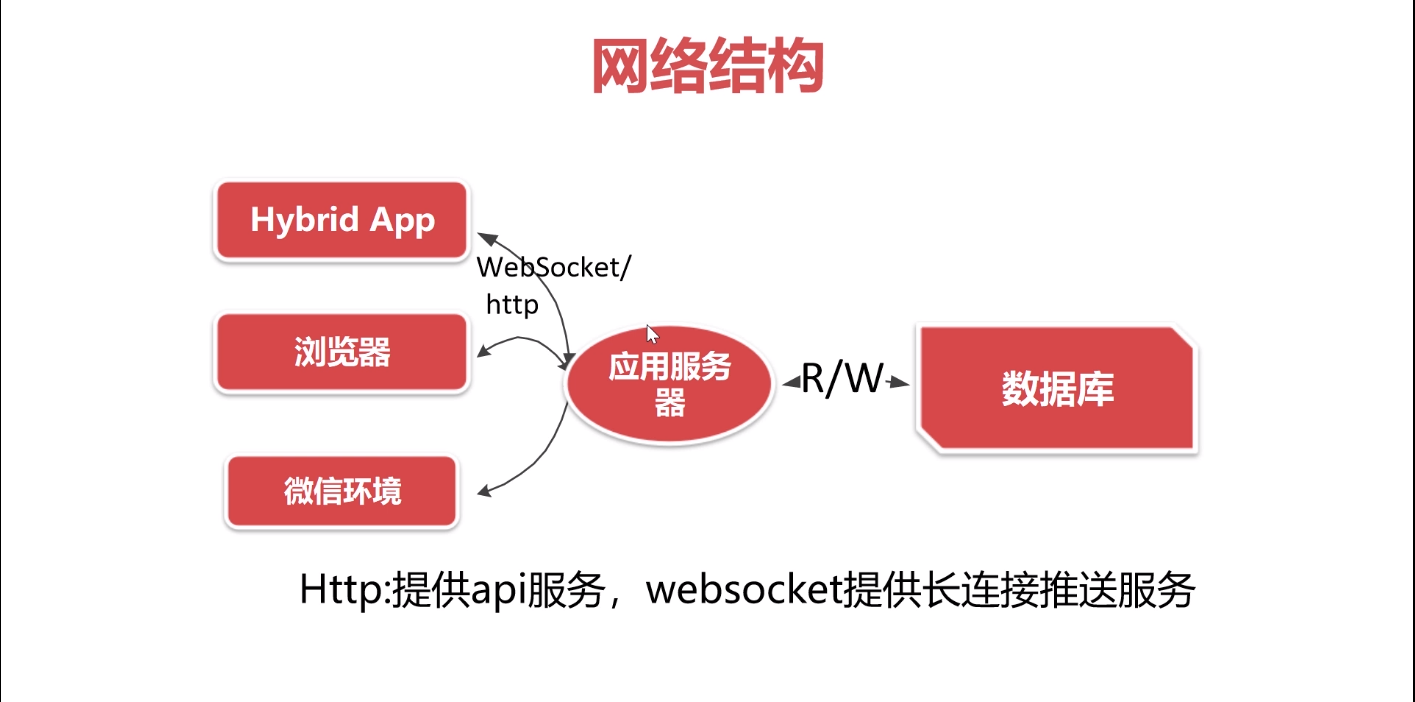 网络结构
Hybrid App
WebSocket/
http
浏览器
应用服务
器
R/W
数据库
微信环境
Http:提供api服务，websocket提供长连接推送服务